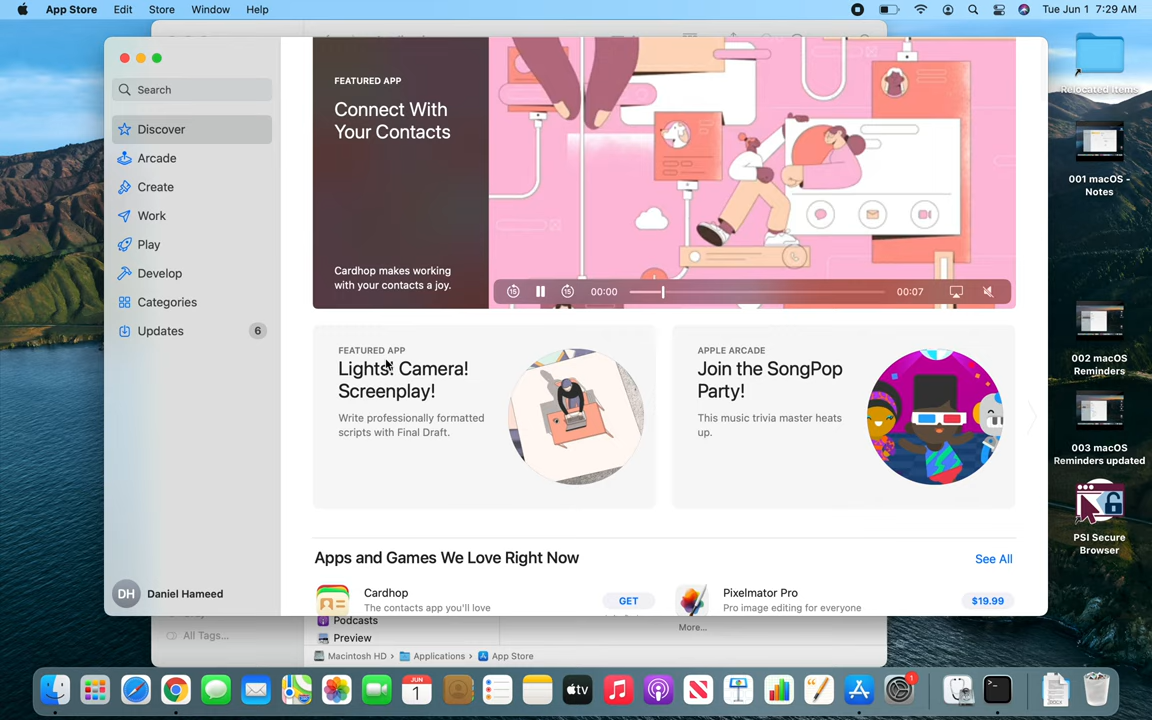 App Store Edit Store Window Help Tue Jun 1 7:29 AM
Relocated Items
001 macOS -
Notes
002 macOS
Reminders
003 macOS
Reminders updated
PSI Secure
Browser
Search
Discover
Arcade
Create
Work
Play
Develop
Categories
Updates 6
DH Daniel Hameed
FEATURED APP
Connect With
Your Contacts
Cardhop makes working
with your contacts a joy.
15 15 00:00 00:07
FEATURED APP
Lights! Camera!
Screenplay!
Write professionally formatted
scripts with Final Draft.
APPLE ARCADE
Join the SongPop
Party!
This music trivia master heats
up.
Apps and Games We Love Right Now See All
Cardhop
The contacts app you'll love
GET
Pixelmator Pro
Pro image editing for everyone
$19.99
More...
All Tags...
Podcasts
Preview
Macintosh HD › Applications › App Store
JUN
1
tv
1
.DOCX